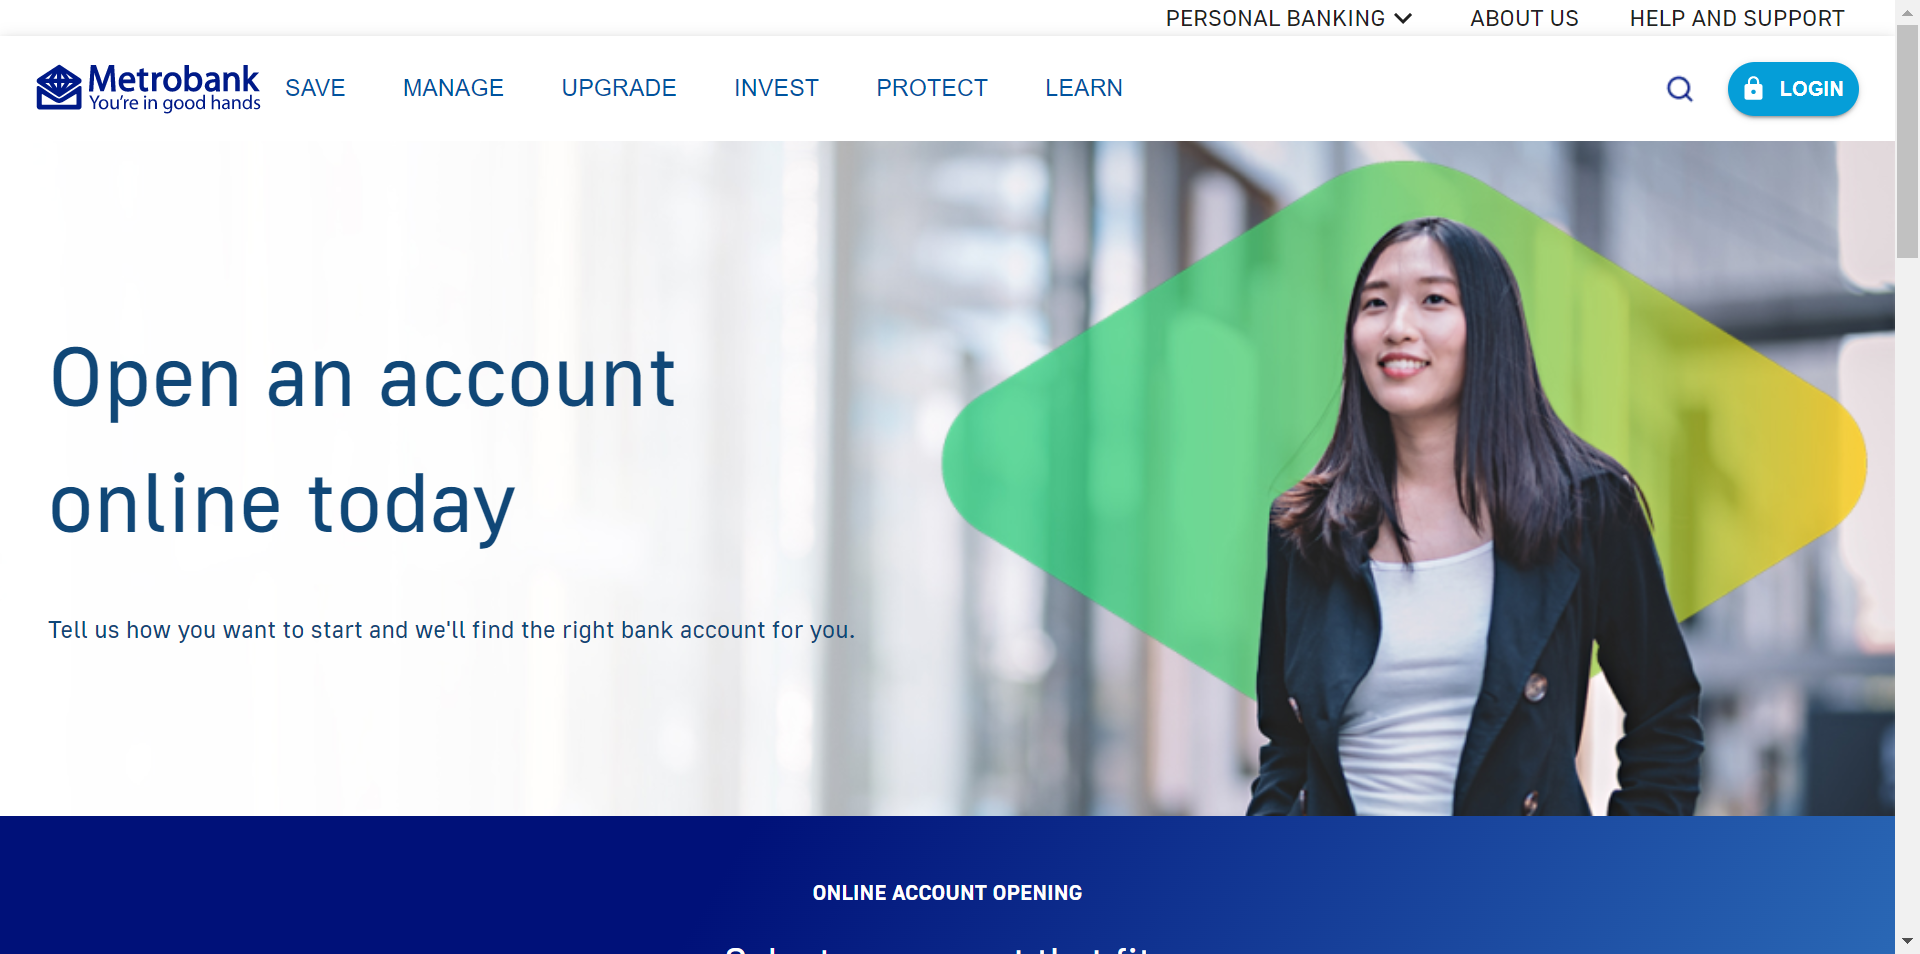 PERSONAL BANKING
ABOUT US
HELP AND SUPPORT
Metrobank
You're in good hands
SAVE
MANAGE
UPGRADE
INVEST
PROTECT
LEARN
LOGIN
Open an account
online today
Tell us how you want to start and we'll find the right bank account for you.
ONLINE ACCOUNT OPENING